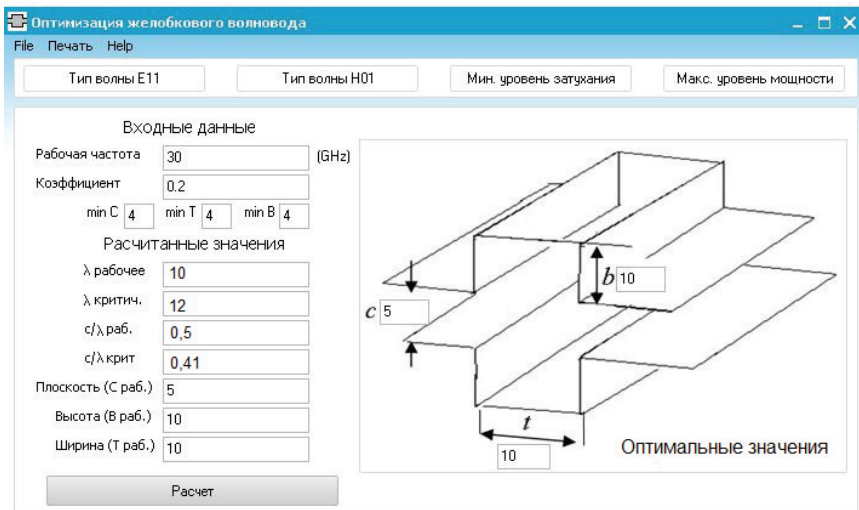 Оптимизация желобкового волновода
File Печать Help
Тип волны E11 Тип волны H01 Мин. уровень затухания Макс. уровень мощности
Входные данные
Рабочая частота 30 (GHz)
Коэффициент 0.2
min C 4 min T 4 min B 4
Расчитанные значения
λ рабочее 10
λ критич. 12
c/λ раб. 0,5
c/λ крит 0,41
Плоскость (C раб.) 5
Высота (B раб.) 10
Ширина (T раб.) 10
Расчет
b 10
c 5
t
10
Оптимальные значения